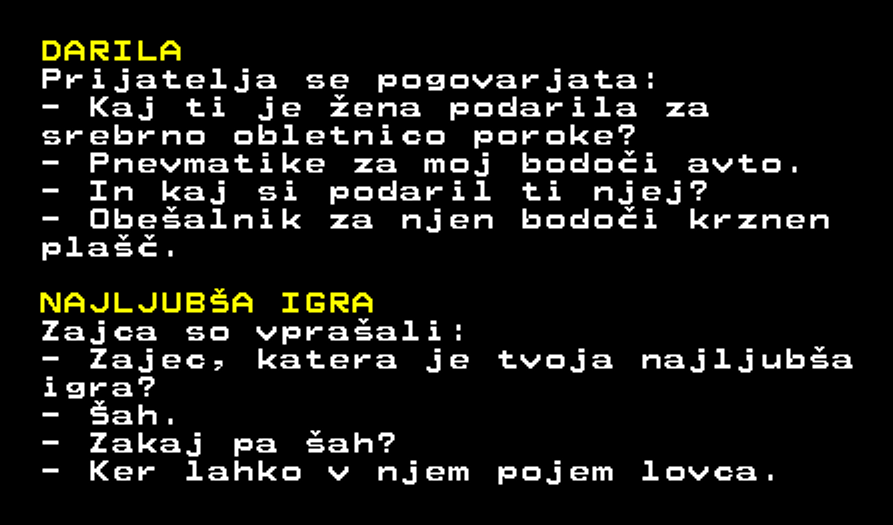 DARILA
Prijatelja se pogovarjata:
- Kaj ti je žena podarila za
srebrno obletnico poroke?
- Pnevmatike za moj bodoči avto.
- In kaj si podaril ti njej?
- Obešalnik za njen bodoči krznen
plašč.
NAJLJUBŠA IGRA
Zajca so vprašali:
- Zajec, katera je tvoja najljubša
igra?
- Šah.
- Zakaj pa šah?
- Ker lahko v njem pojem lovca.